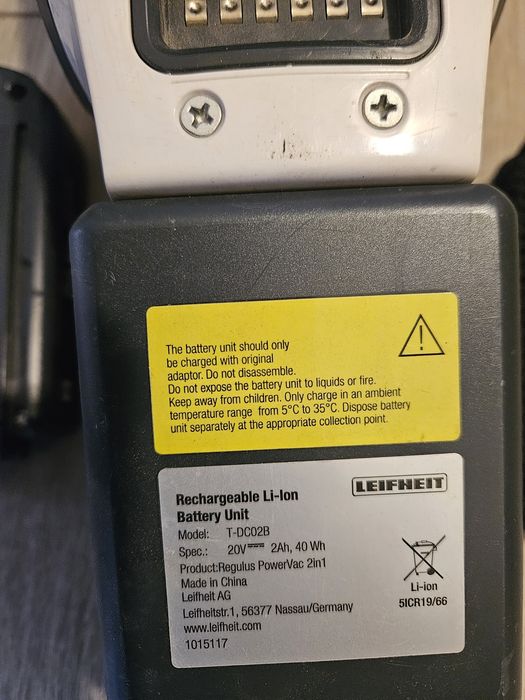 The battery unit should only
be charged with original
adaptor. Do not disassemble.
Do not expose the battery unit to liquids or fire.
Keep away from children. Only charge in an ambient
temperature range from 5°C to 35°C. Dispose battery
unit separately at the appropriate collection point.
LEIFHEIT
Rechargeable Li-Ion
Battery Unit
Model: T-DC02B
Spec.: 20V⎓ 2Ah, 40 Wh
Product:Regulus PowerVac 2in1
Made in China
Leifheit AG
Leifheitstr.1, 56377 Nassau/Germany
www.leifheit.com
1015117
Li-ion
5ICR19/66